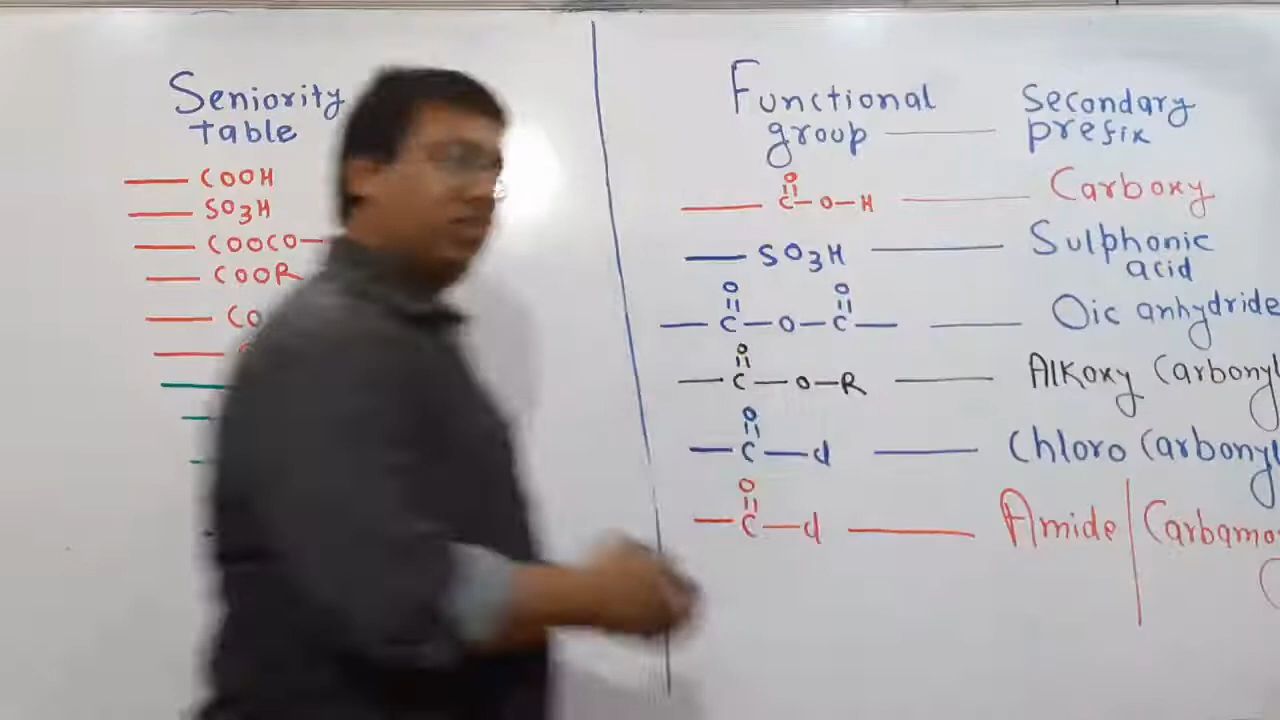 Seniority
table
COOH
SO3H
COOCO
COOR
CO
Functional
group
Secondary
prefix
O
C-O-H
Carboxy
SO3H
Sulphonic
acid
O O
C-O-C
Oic anhydride
O
C-O-R
Alkoxy Carbonyl
O
C-Cl
Chloro Carbonyl
O
C-Cl
Amide/Carbamo